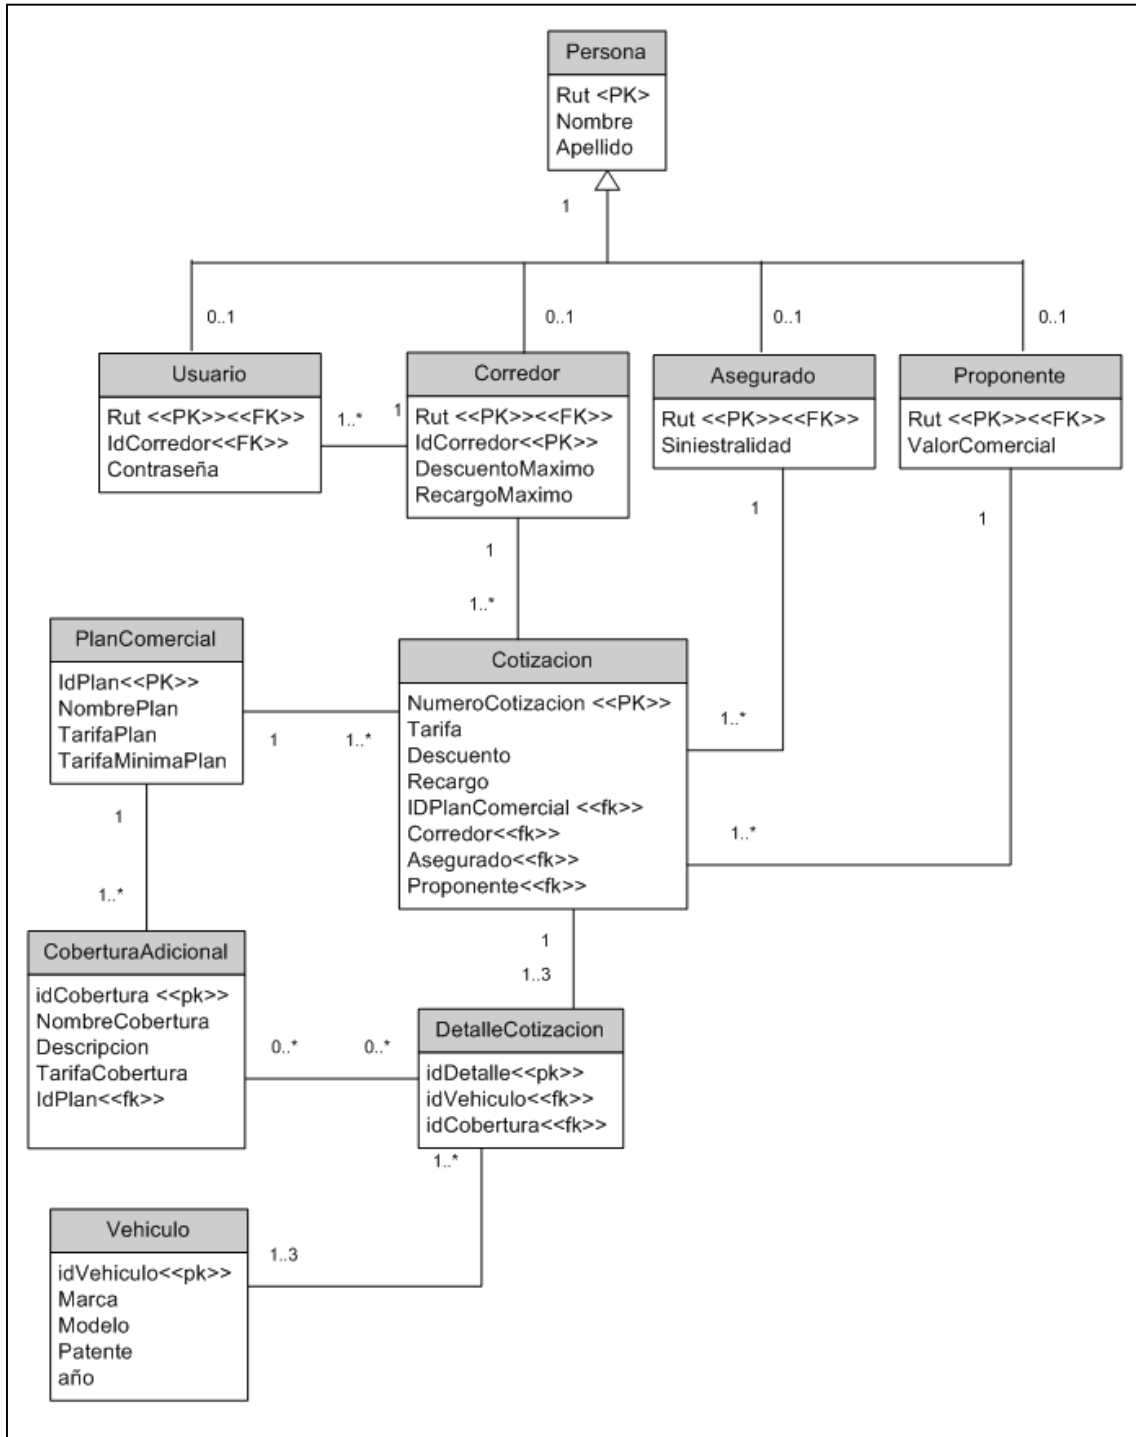 Persona
Rut <PK>
Nombre
Apellido
1
0..1
0..1
0..1
0..1
Usuario
Rut <<PK>><<FK>>
IdCorredor<<FK>>
Contraseña
1..*
1
Corredor
Rut <<PK>><<FK>>
IdCorredor<<PK>>
DescuentoMaximo
RecargoMaximo
Asegurado
Rut <<PK>><<FK>>
Siniestralidad
Proponente
Rut <<PK>><<FK>>
ValorComercial
1
1
1
1..*
PlanComercial
IdPlan<<PK>>
NombrePlan
TarifaPlan
TarifaMinimaPlan
1
1..*
Cotizacion
NumeroCotizacion <<PK>>
Tarifa
Descuento
Recargo
IDPlanComercial <<fk>>
Corredor<<fk>>
Asegurado<<fk>>
Proponente<<fk>>
1..*
1..*
1
1..*
1
1..3
CoberturaAdicional
idCobertura <<pk>>
NombreCobertura
Descripcion
TarifaCobertura
IdPlan<<fk>>
0..*
0..*
DetalleCotizacion
idDetalle<<pk>>
idVehiculo<<fk>>
idCobertura<<fk>>
1..*
1..3
Vehiculo
idVehiculo<<pk>>
Marca
Modelo
Patente
año